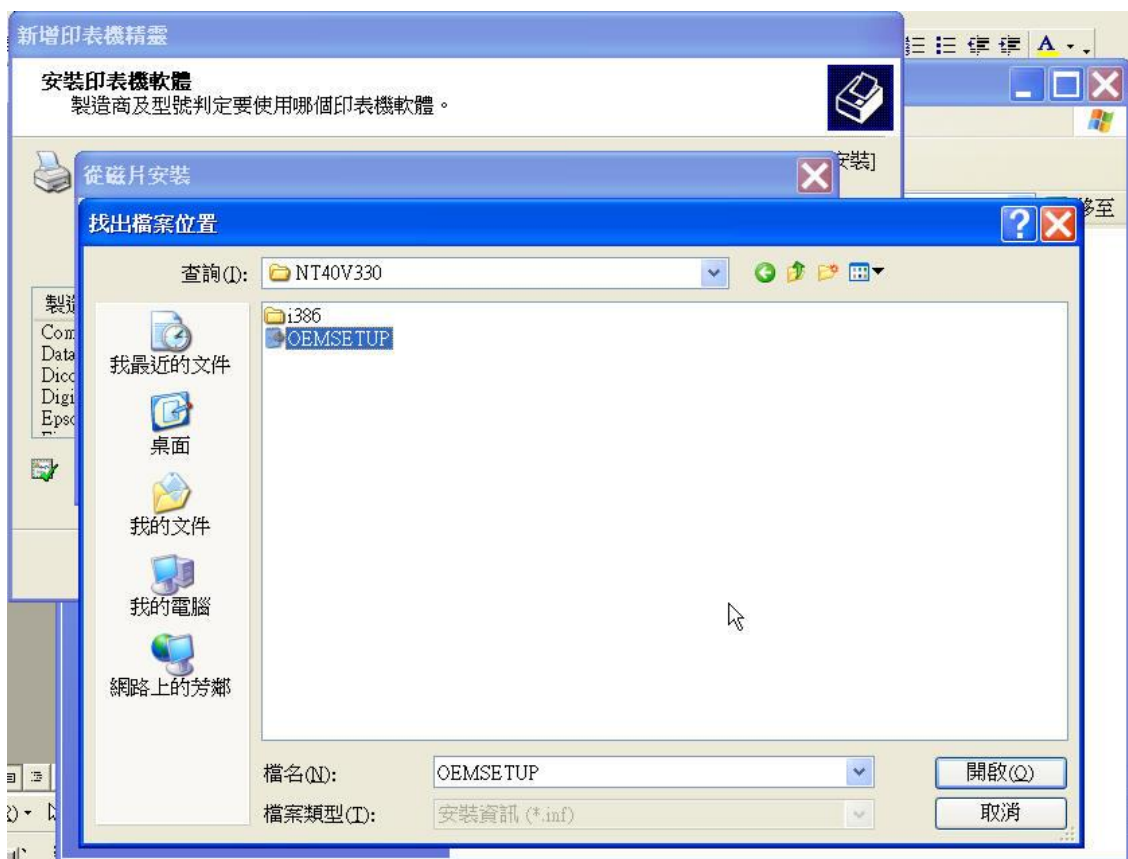 新增印表機精靈
安裝印表機軟體
製造商及型號判定要使用哪個印表機軟體。
安裝]
從磁片安裝
移至
找出檔案位置
查詢(I):
NT40V330
i386
OEMSETUP
製造
Com
Data
Dico
Digi
Epso
我最近的文件
桌面
我的文件
我的電腦
網路上的芳鄰
檔名(N):
OEMSETUP
開啟(O)
檔案類型(T):
安裝資訊 (*.inf)
取消